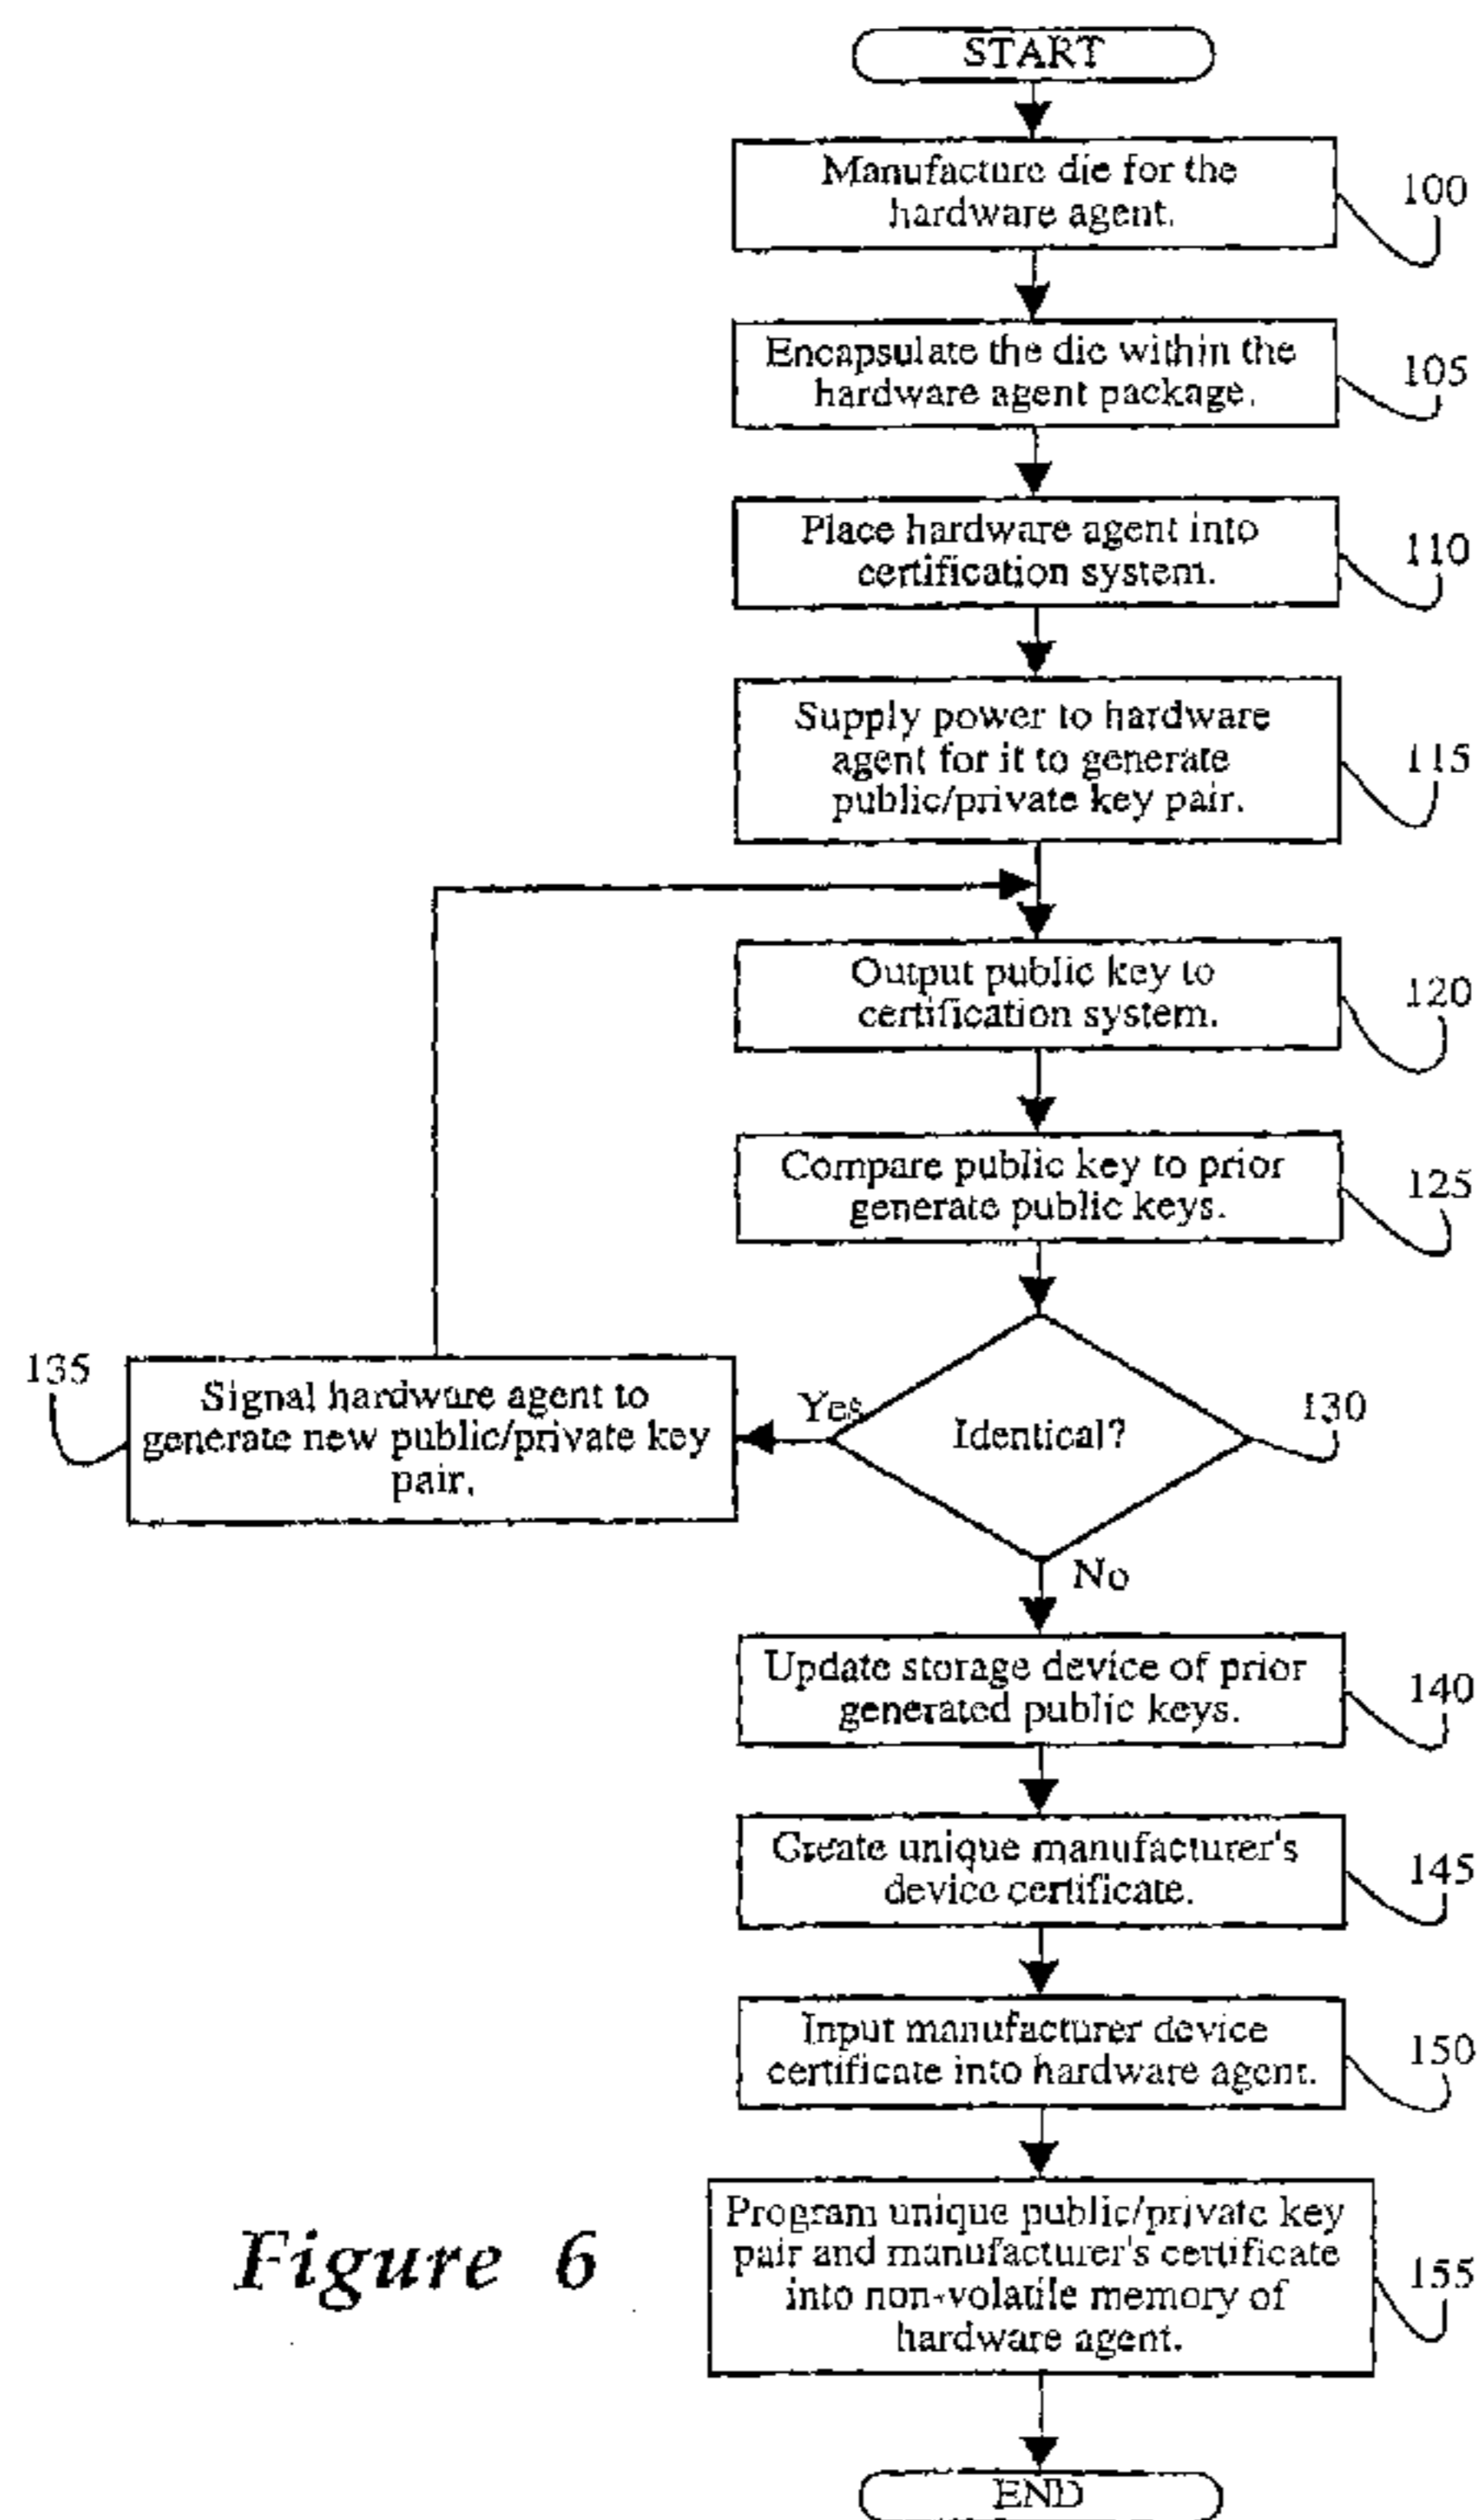 START
Manufacture die for the
hardware agent.
100
Encapsulate the die within the
hardware agent package.
105
Place hardware agent into
certification system.
110
Supply power to hardware
agent for it to generate
public/private key pair.
115
Output public key to
certification system.
120
Compare public key to prior
generate public keys.
125
Identical?
130
Yes
135
Signal hardware agent to
generate new public/private key
pair.
No
Update storage device of prior
generated public keys.
140
Create unique manufacturer's
device certificate.
145
Input manufacturer device
certificate into hardware agent.
150
Program unique public/private key
pair and manufacturer's certificate
into non-volatile memory of
hardware agent.
155
Figure 6
END